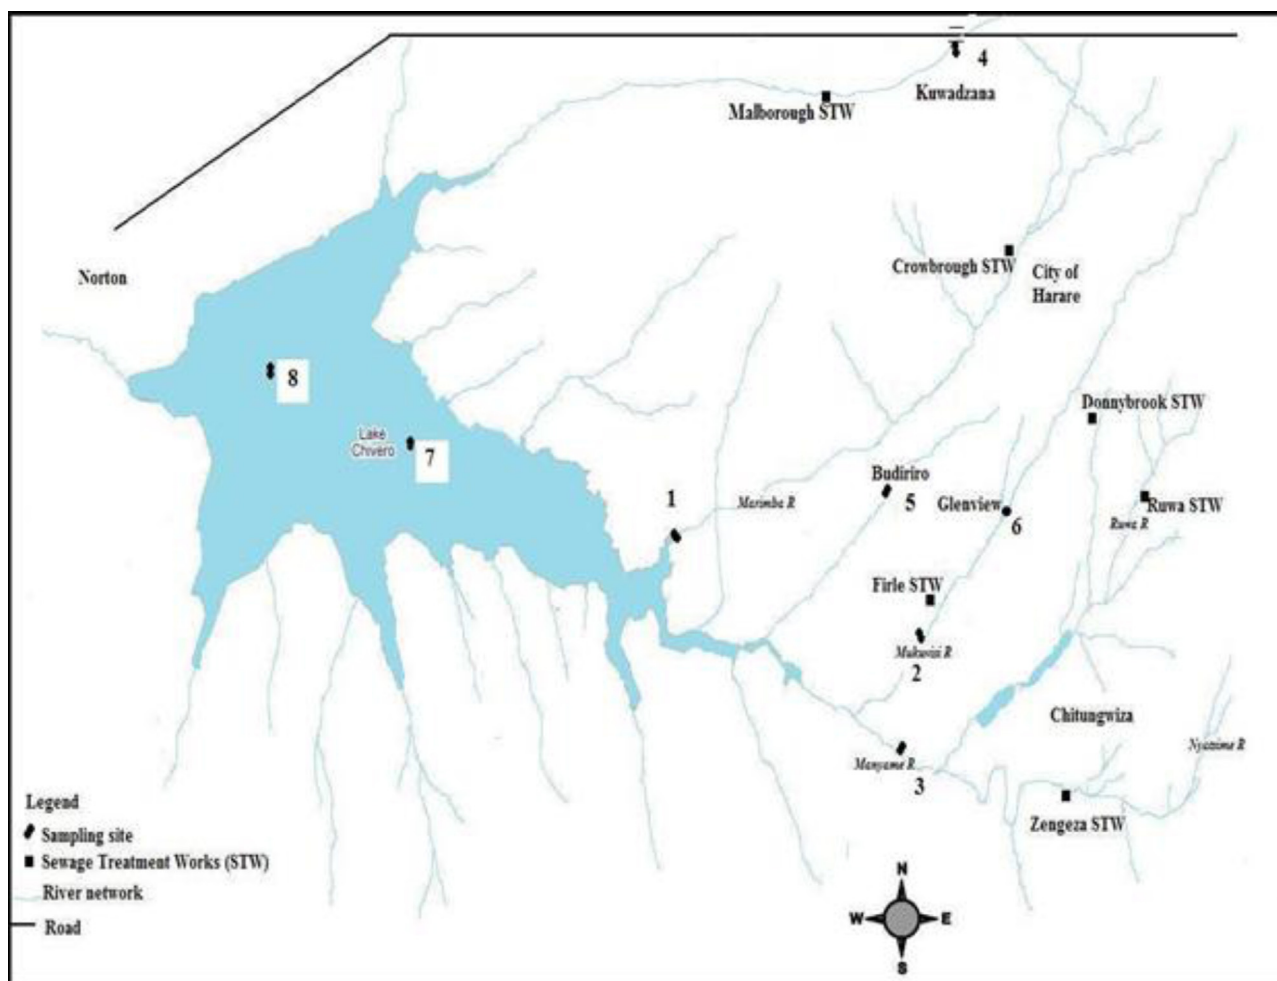 4
Kuwadzana
Malborough STW
Crowbrough STW
City of
Harare
Norton
Donnybrook STW
8
Lake
Chivero
7
1
Marimba R
Budiriro
5
Glenview
6
Ruwa STW
Ruwa R
Firle STW
Mukuvisi R
2
Chitungwiza
Nyatsime R
Manyame R
3
Zengeza STW
Legend
Sampling site
Sewage Treatment Works (STW)
River network
Road
N
W
E
S